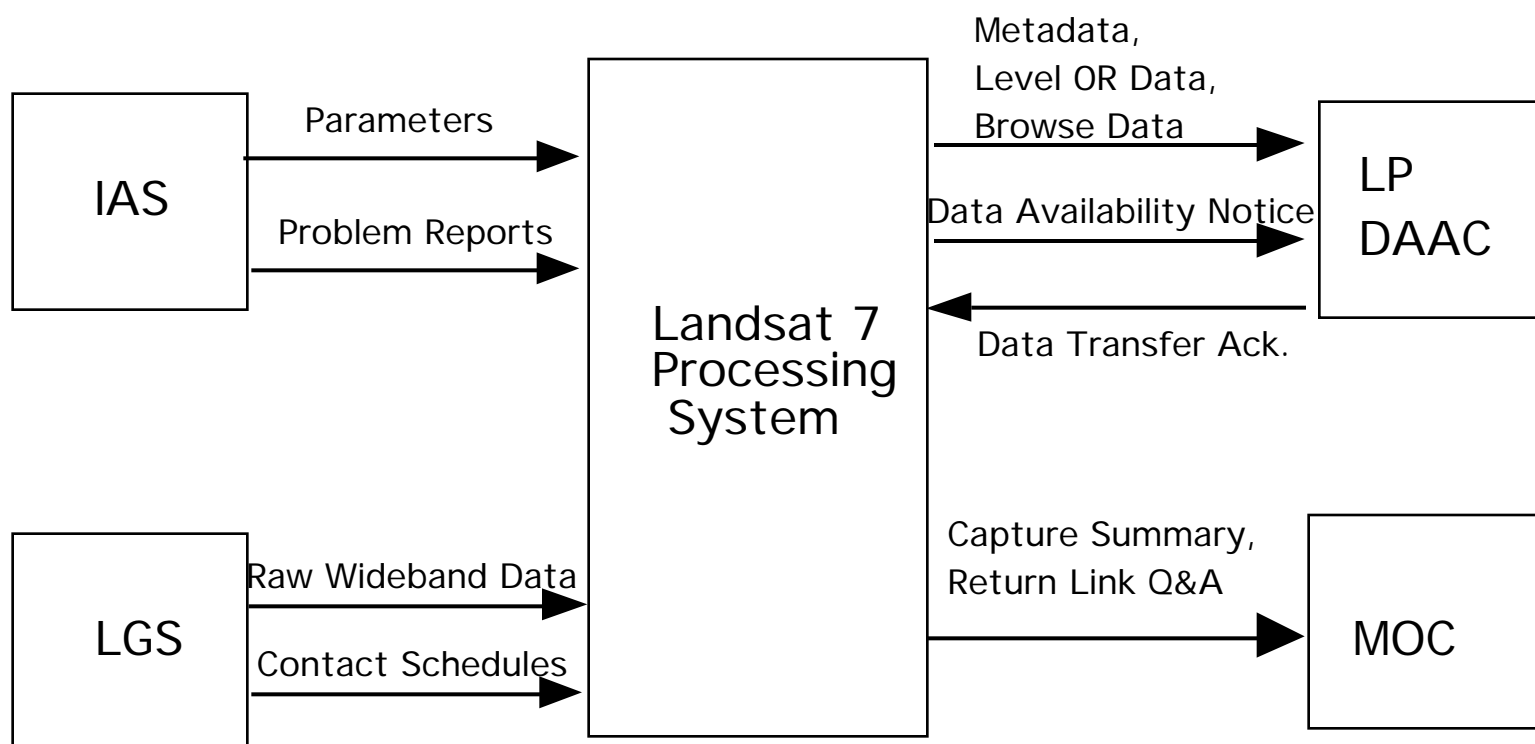 IAS
Parameters
Problem Reports
LGS
Raw Wideband Data
Contact Schedules
Landsat 7
Processing
System
Metadata,
Level 0R Data,
Browse Data
Data Availability Notice
Data Transfer Ack.
LP
DAAC
Capture Summary,
Return Link Q&A
MOC